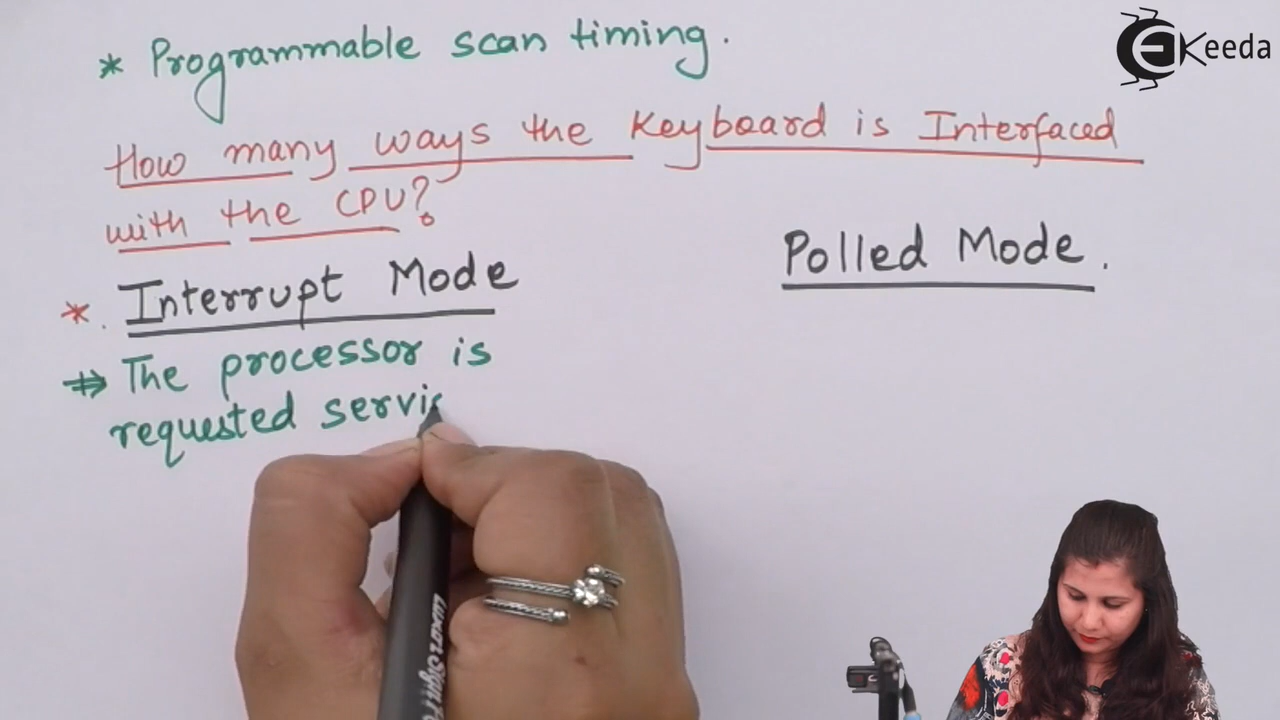 * Programmable scan timing.
EKeeda
How many ways the Keyboard is Interfaced
with the CPU?
*. Interrupt Mode
Polled Mode.
⇒ The processor is
requested servi
Luxor